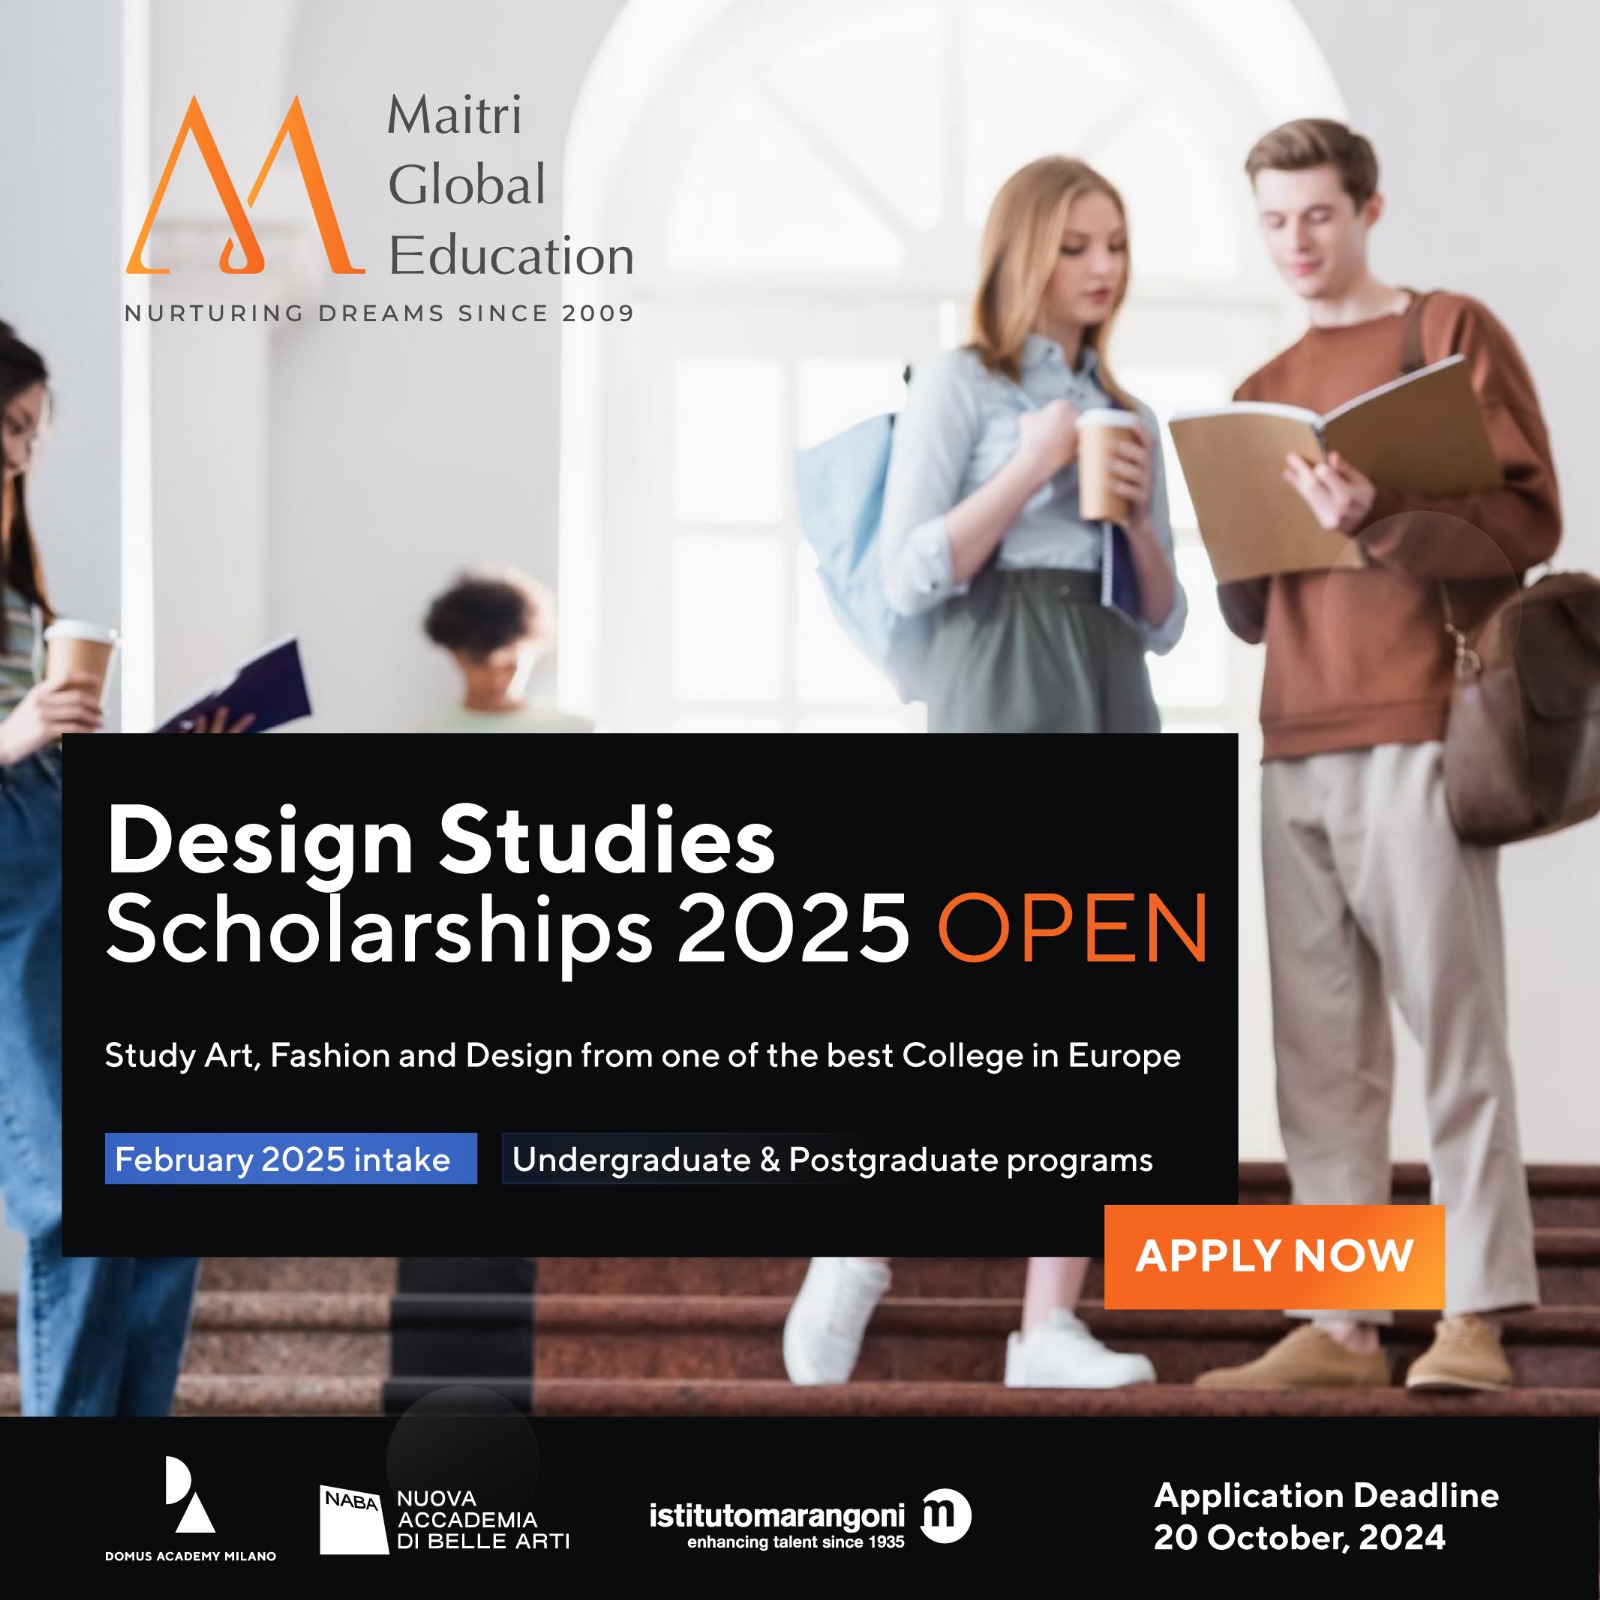 Maitri
Global
Education
NURTURING DREAMS SINCE 2009
Design Studies
Scholarships 2025 OPEN
Study Art, Fashion and Design from one of the best College in Europe
February 2025 intake
Undergraduate & Postgraduate programs
APPLY NOW
DOMUS ACADEMY MILANO
NABA
NUOVA
ACCADEMIA
DI BELLE ARTI
istitutomarangoni m
enhancing talent since 1935
Application Deadline
20 October, 2024